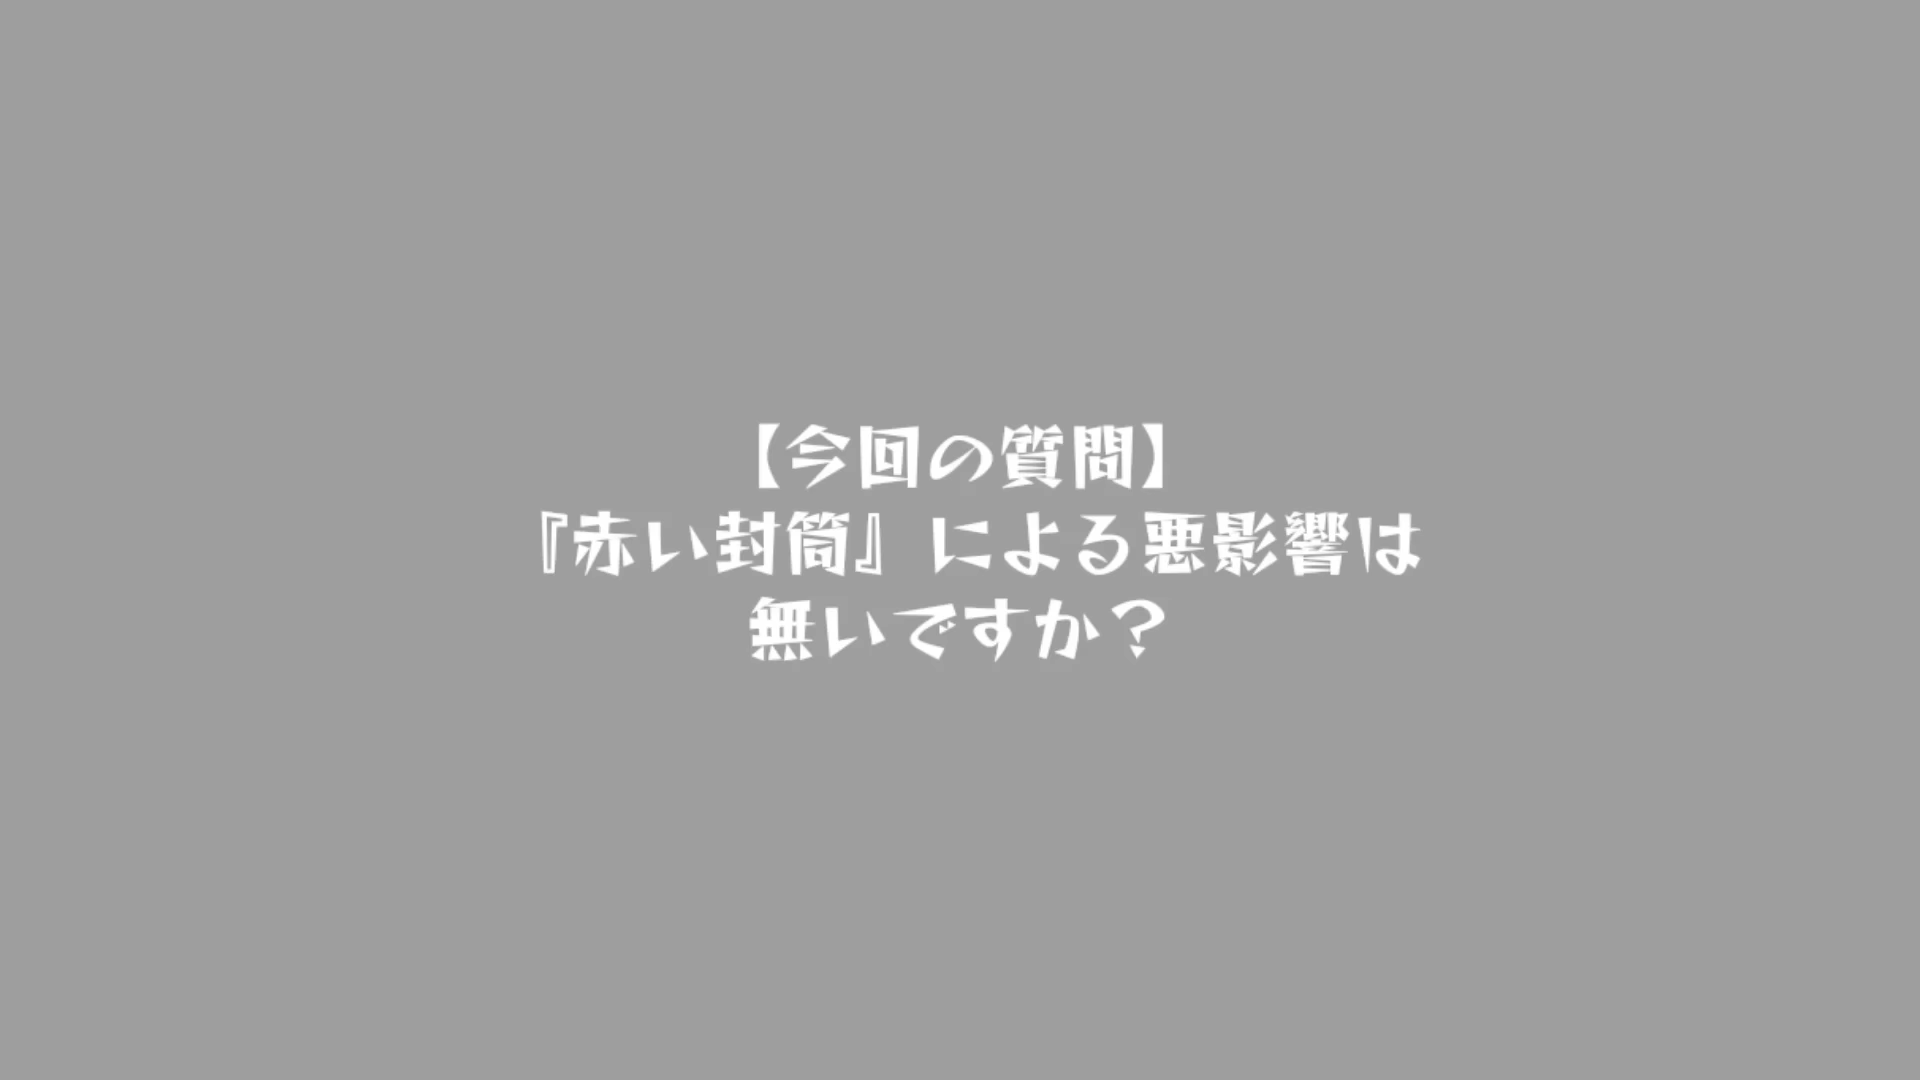 【今回の質問】
『赤い封筒』による悪影響は
無いですか？